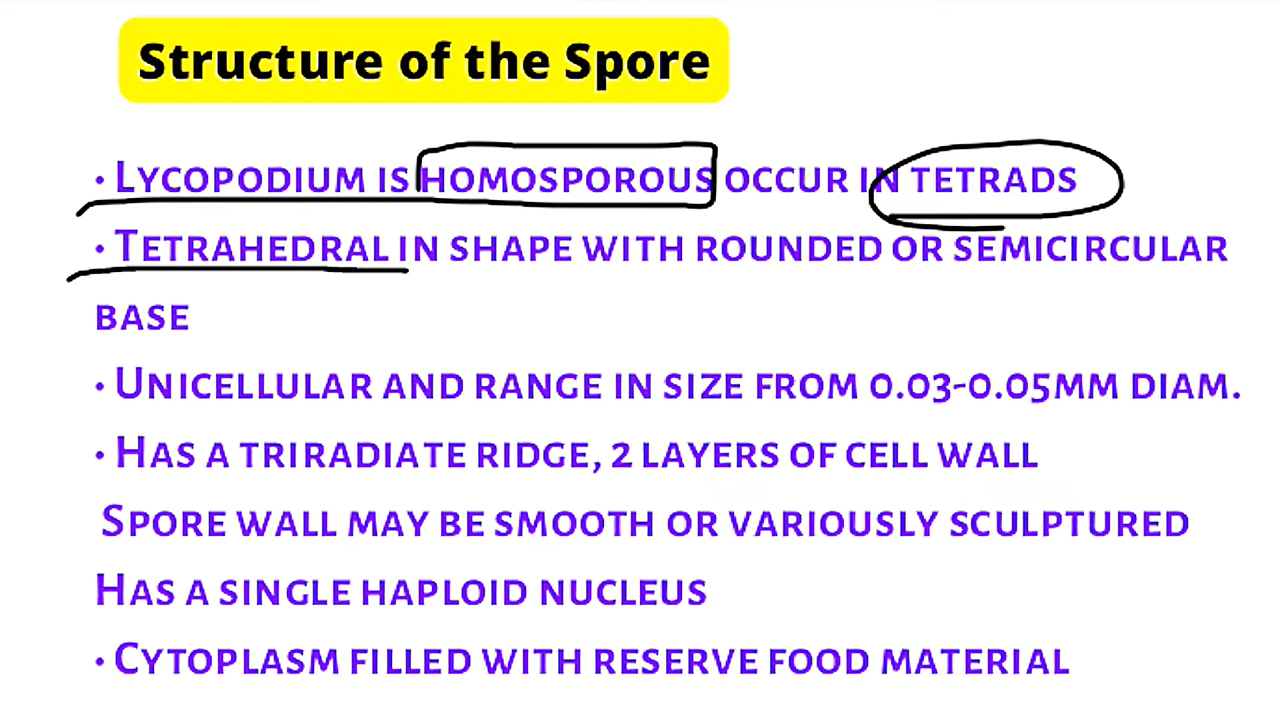 Structure of the Spore
• Lycopodium is homosporous occur in tetrads
• Tetrahedral in shape with rounded or semicircular
base
• Unicellular and range in size from 0.03-0.05mm diam.
• Has a triradiate ridge, 2 layers of cell wall
Spore wall may be smooth or variously sculptured
Has a single haploid nucleus
• Cytoplasm filled with reserve food material